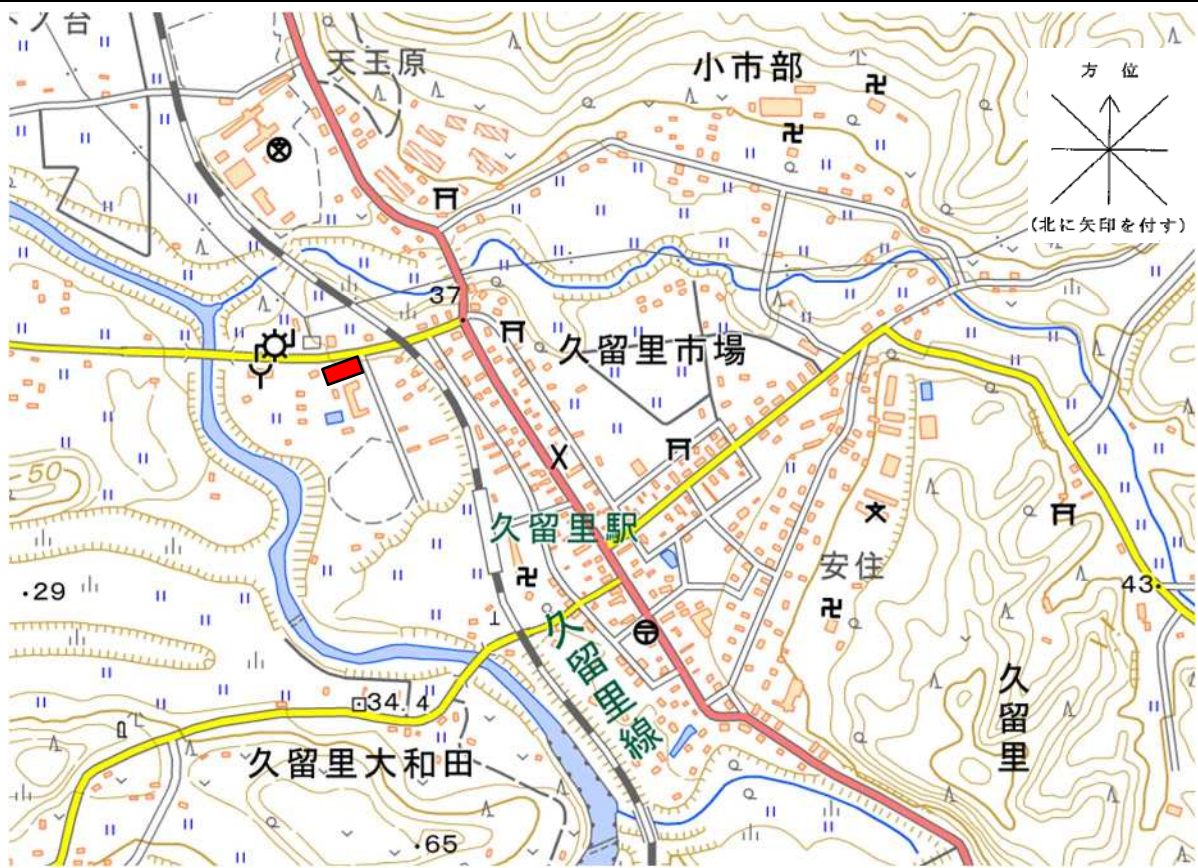 天王原
小市部
方 位
(北に矢印を付す)
37
久留里市場
50
久留里駅
安住
29
43
久留里線
久留里
34.4
久留里大和田
65